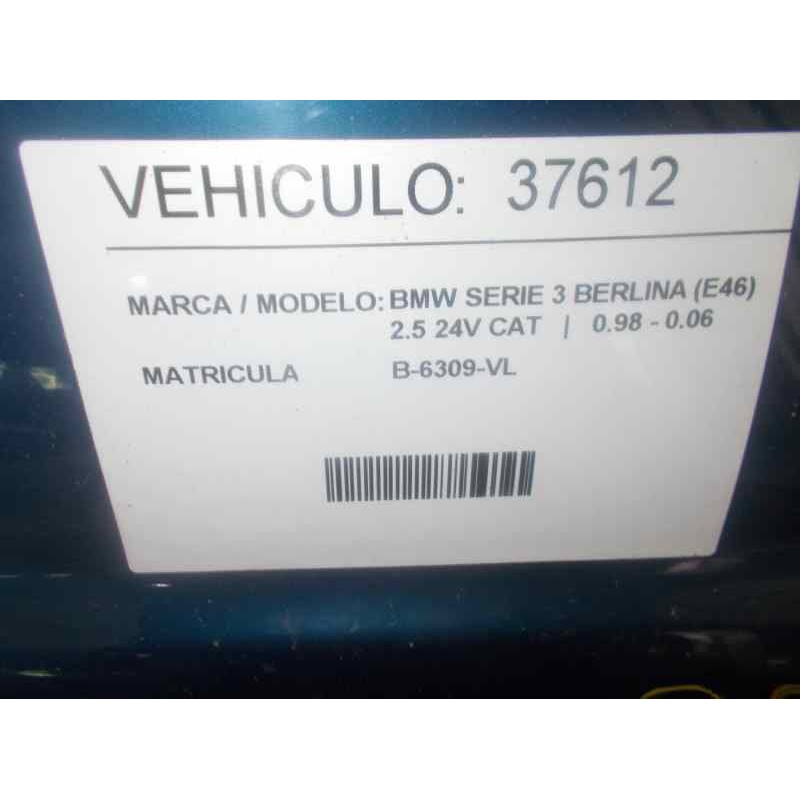 VEHICULO: 37612
MARCA / MODELO: BMW SERIE 3 BERLINA (E46)
2.5 24V CAT | 0.98 - 0.06
MATRICULA B-6309-VL